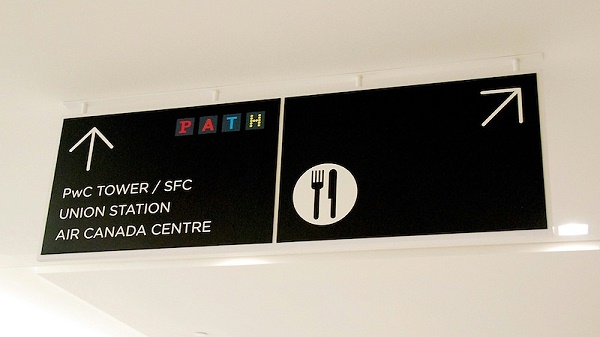 PATH
PwC TOWER / SFC
UNION STATION
AIR CANADA CENTRE